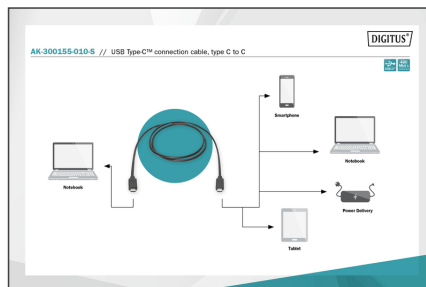 DIGITUS®
AK-300155-010-S // USB Type-C™ connection cable, type C to C
Smartphone
Notebook
Notebook
Power Delivery
Tablet